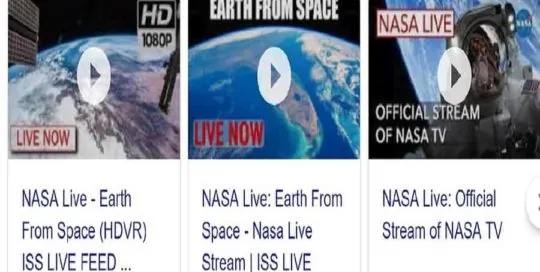 HD
1080P
LIVE NOW
NASA Live - Earth
From Space (HDVR)
ISS LIVE FEED ...
EARTH FROM SPACE
LIVE NOW
NASA Live: Earth From
Space - Nasa Live
Stream | ISS LIVE
NASA LIVE
NASA
OFFICIAL STREAM
OF NASA TV
NASA Live: Official
Stream of NASA TV